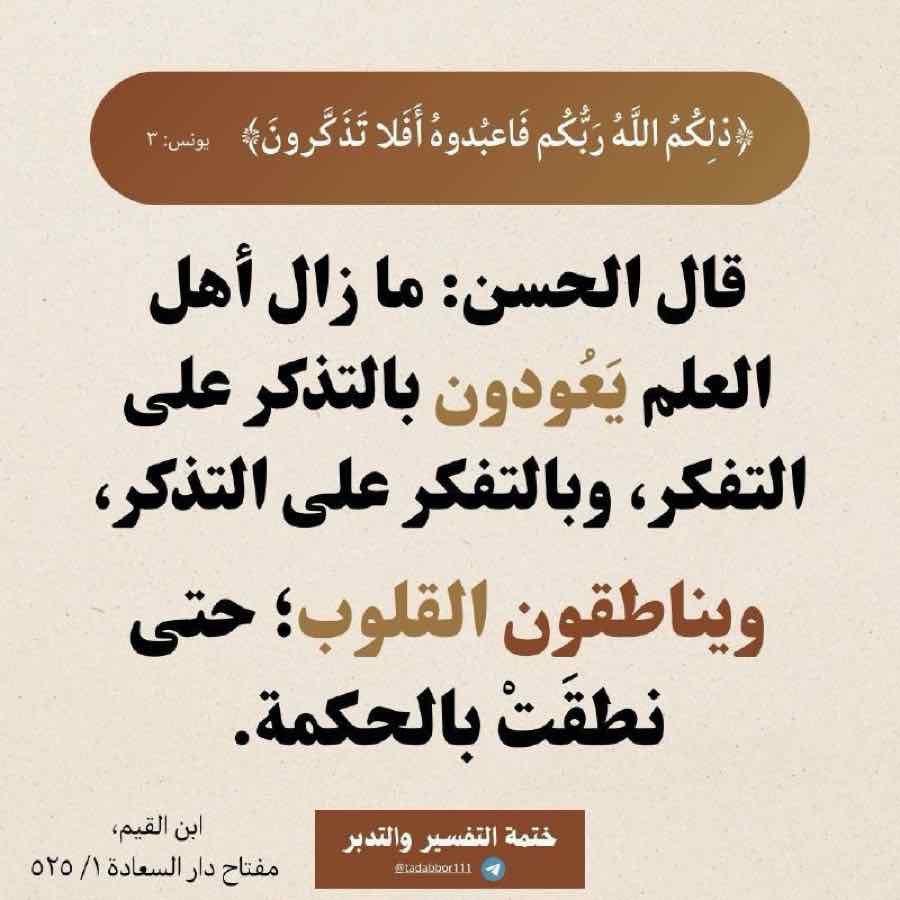 ﴿ذلِكُمُ اللَّهُ رَبُّكُم فَاعبُدوهُ أَفَلا تَذَكَّرونَ﴾ يونس: ٣
قال الحسن: ما زال أهل
العلم يَعُودون بالتذكر على
التفكر، وبالتفكر على التذكر،
ويناطقون القلوب؛ حتى
نطقَتْ بالحكمة.
ختمة التفسير والتدبر
@tadabbor111
ابن القيم،
مفتاح دار السعادة ١/ ٥٢٥